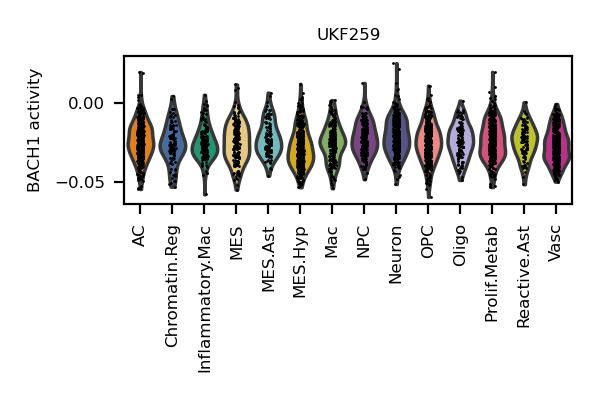 UKF259
BACH1 activity
0.00
−0.05
AC
Chromatin.Reg
Inflammatory.Mac
MES
MES.Ast
MES.Hyp
Mac
NPC
Neuron
OPC
Oligo
Prolif.Metab
Reactive.Ast
Vasc